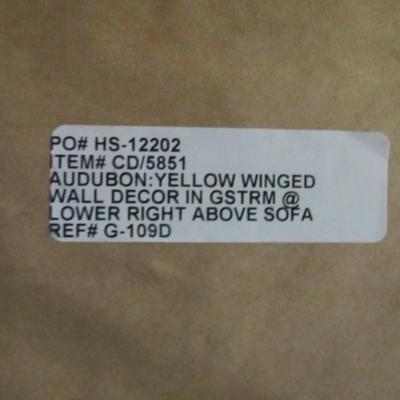 PO# HS-12202
ITEM# CD/5851
AUDUBON:YELLOW WINGED
WALL DECOR IN GSTRM @
LOWER RIGHT ABOVE SOFA
REF# G-109D